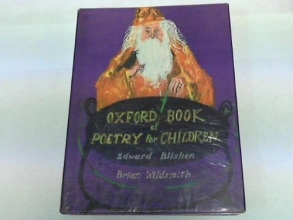 OXFORD BOOK
of
POETRY for CHILDREN
Edward Blishen
Brian Wildsmith